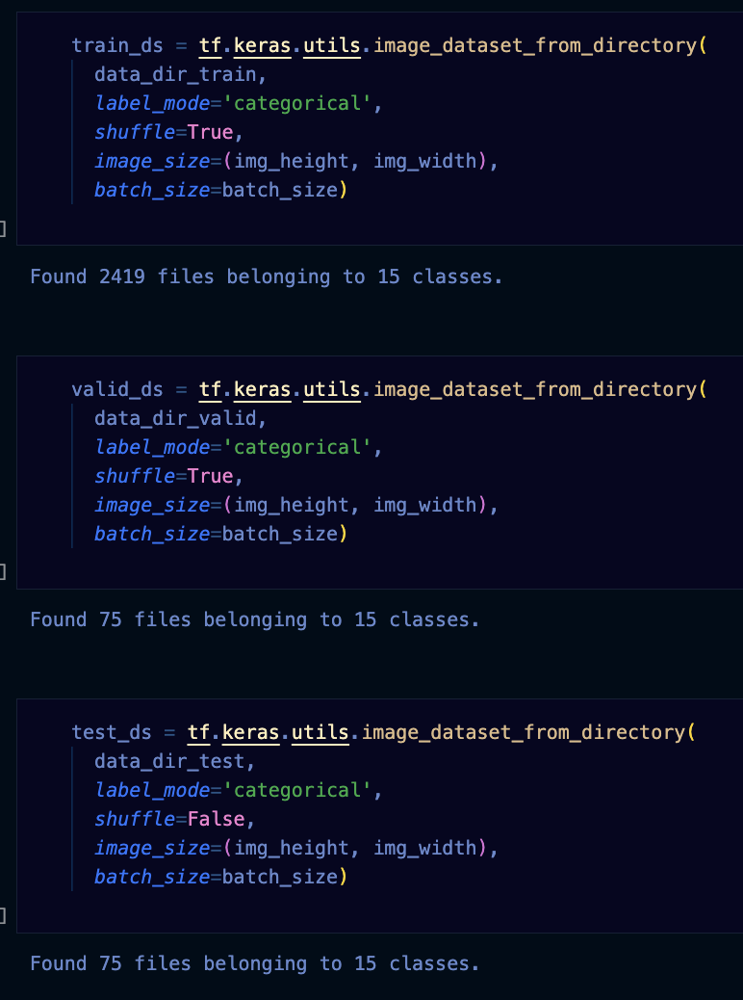 train_ds = tf.keras.utils.image_dataset_from_directory(
data_dir_train,
label_mode='categorical',
shuffle=True,
image_size=(img_height, img_width),
batch_size=batch_size)
]
Found 2419 files belonging to 15 classes.
valid_ds = tf.keras.utils.image_dataset_from_directory(
data_dir_valid,
label_mode='categorical',
shuffle=True,
image_size=(img_height, img_width),
batch_size=batch_size)
]
Found 75 files belonging to 15 classes.
test_ds = tf.keras.utils.image_dataset_from_directory(
data_dir_test,
label_mode='categorical',
shuffle=False,
image_size=(img_height, img_width),
batch_size=batch_size)
]
Found 75 files belonging to 15 classes.